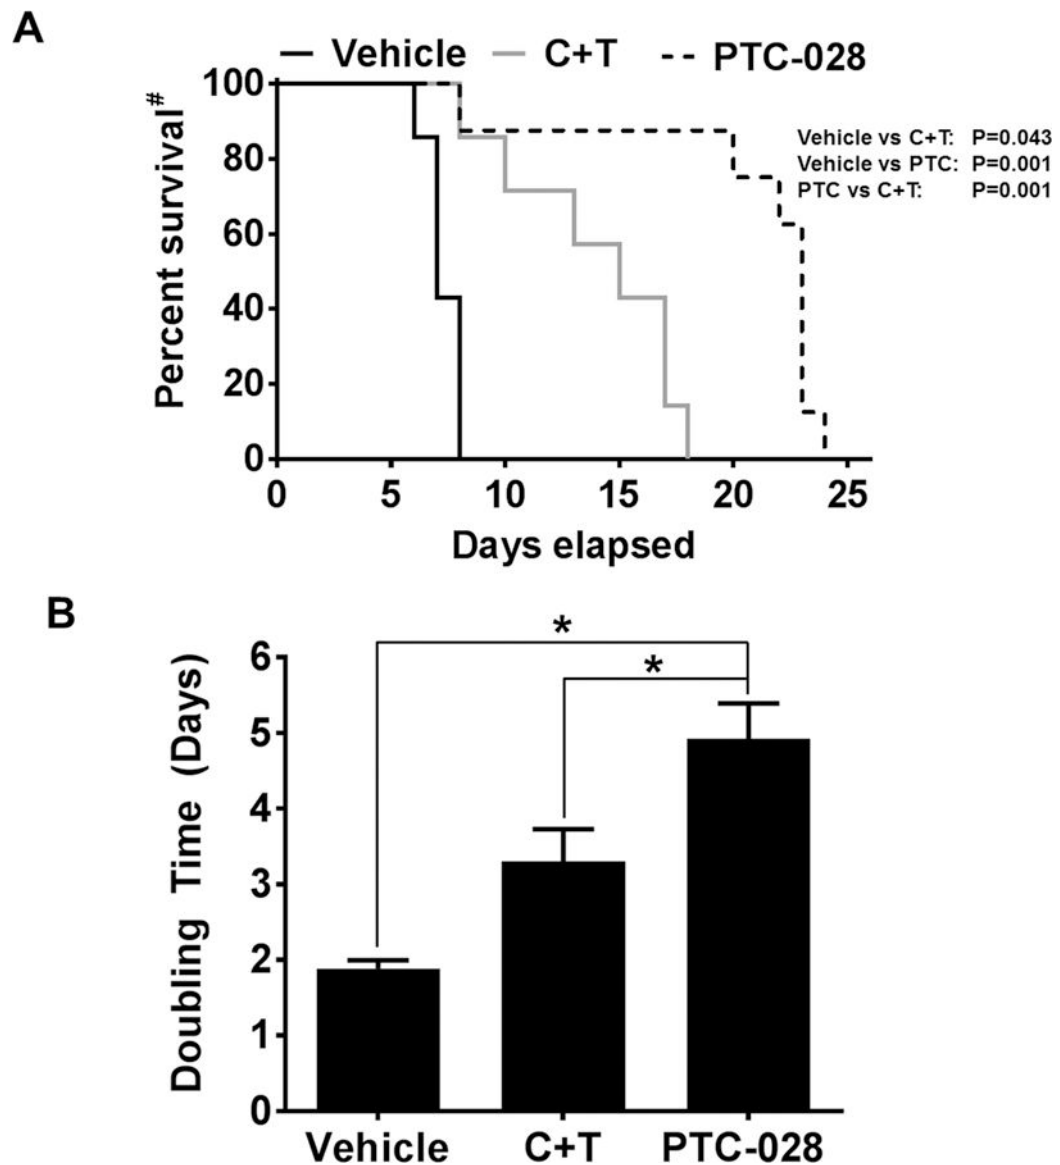 A
Vehicle C+T PTC-028
Percent survival#
100
80
60
40
20
0
Vehicle vs C+T: P=0.043
Vehicle vs PTC: P=0.001
PTC vs C+T: P=0.001
0 5 10 15 20 25
Days elapsed
B
Doubling Time (Days)
6
5
4
3
2
1
0
*
*
Vehicle C+T PTC-028